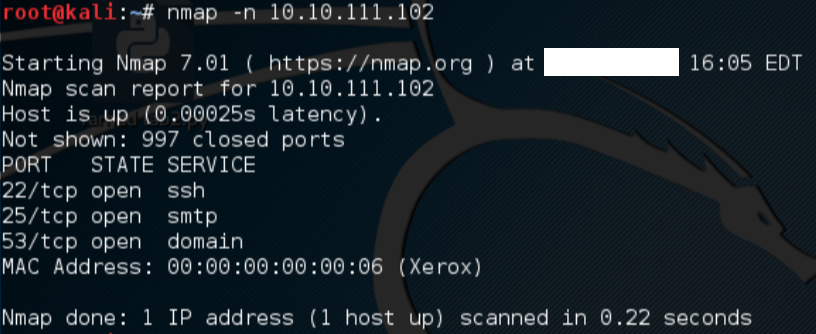 root@kali:~# nmap -n 10.10.111.102
Starting Nmap 7.01 ( https://nmap.org ) at 16:05 EDT
Nmap scan report for 10.10.111.102
Host is up (0.00025s latency).
Not shown: 997 closed ports
PORT   STATE SERVICE
22/tcp open  ssh
25/tcp open  smtp
53/tcp open  domain
MAC Address: 00:00:00:00:00:06 (Xerox)
Nmap done: 1 IP address (1 host up) scanned in 0.22 seconds